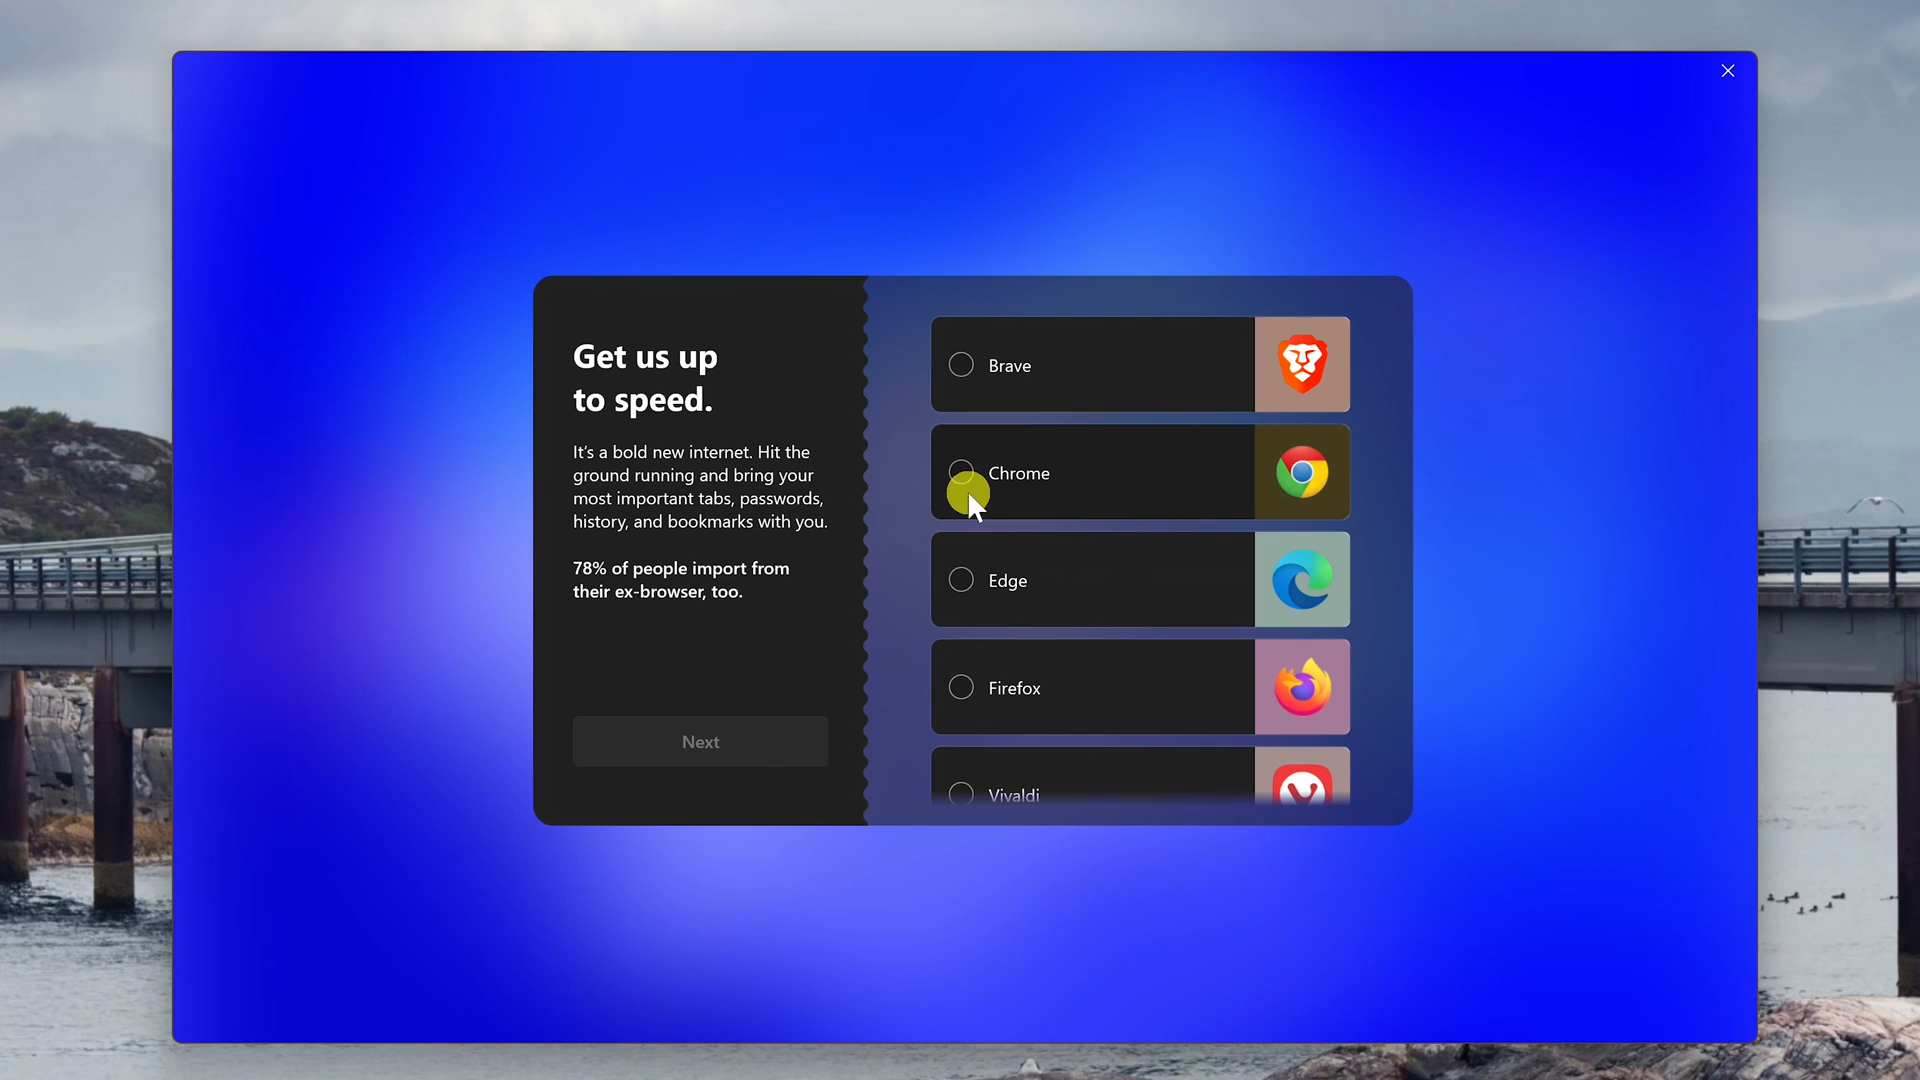 Get us up
to speed.
It's a bold new internet. Hit the
ground running and bring your
most important tabs, passwords,
history, and bookmarks with you.
78% of people import from
their ex-browser, too.
Next
Brave
Chrome
Edge
Firefox
Vivaldi